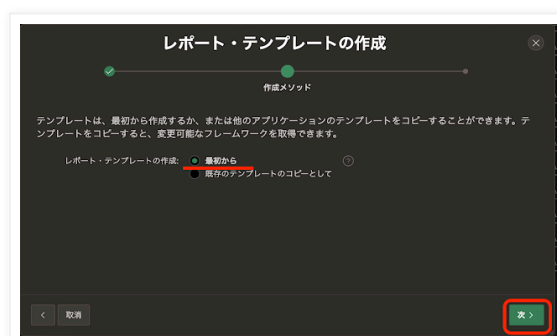 レポート・テンプレートの作成
作成メソッド
テンプレートは、最初から作成するか、または他のアプリケーションのテンプレートをコピーすることができます。テ
ンプレートをコピーすると、変更可能なフレームワークを取得できます。
レポート・テンプレートの作成: 最初から
既存のテンプレートのコピーとして
取消
次 >